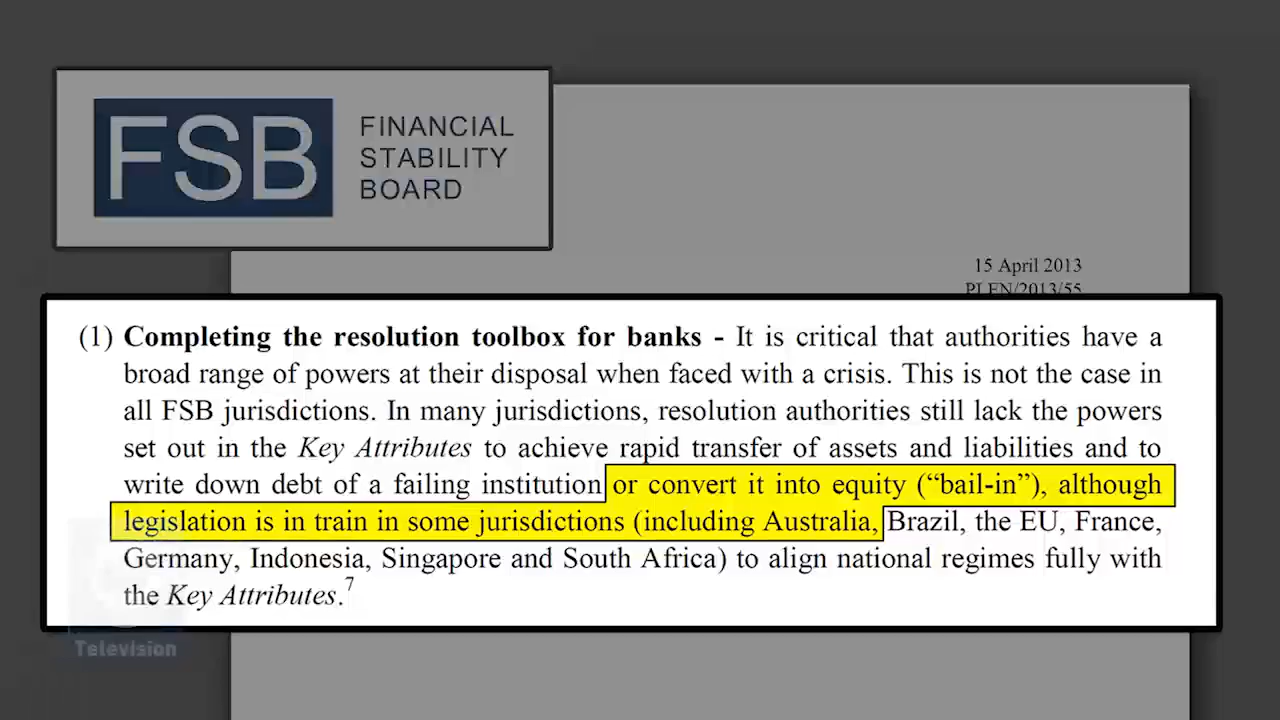 FSB
FINANCIAL
STABILITY
BOARD
15 April 2013
PLEN/2013/55
(1) Completing the resolution toolbox for banks - It is critical that authorities have a
broad range of powers at their disposal when faced with a crisis. This is not the case in
all FSB jurisdictions. In many jurisdictions, resolution authorities still lack the powers
set out in the Key Attributes to achieve rapid transfer of assets and liabilities and to
write down debt of a failing institution or convert it into equity (“bail-in”), although
legislation is in train in some jurisdictions (including Australia, Brazil, the EU, France,
Germany, Indonesia, Singapore and South Africa) to align national regimes fully with
the Key Attributes.7
Television